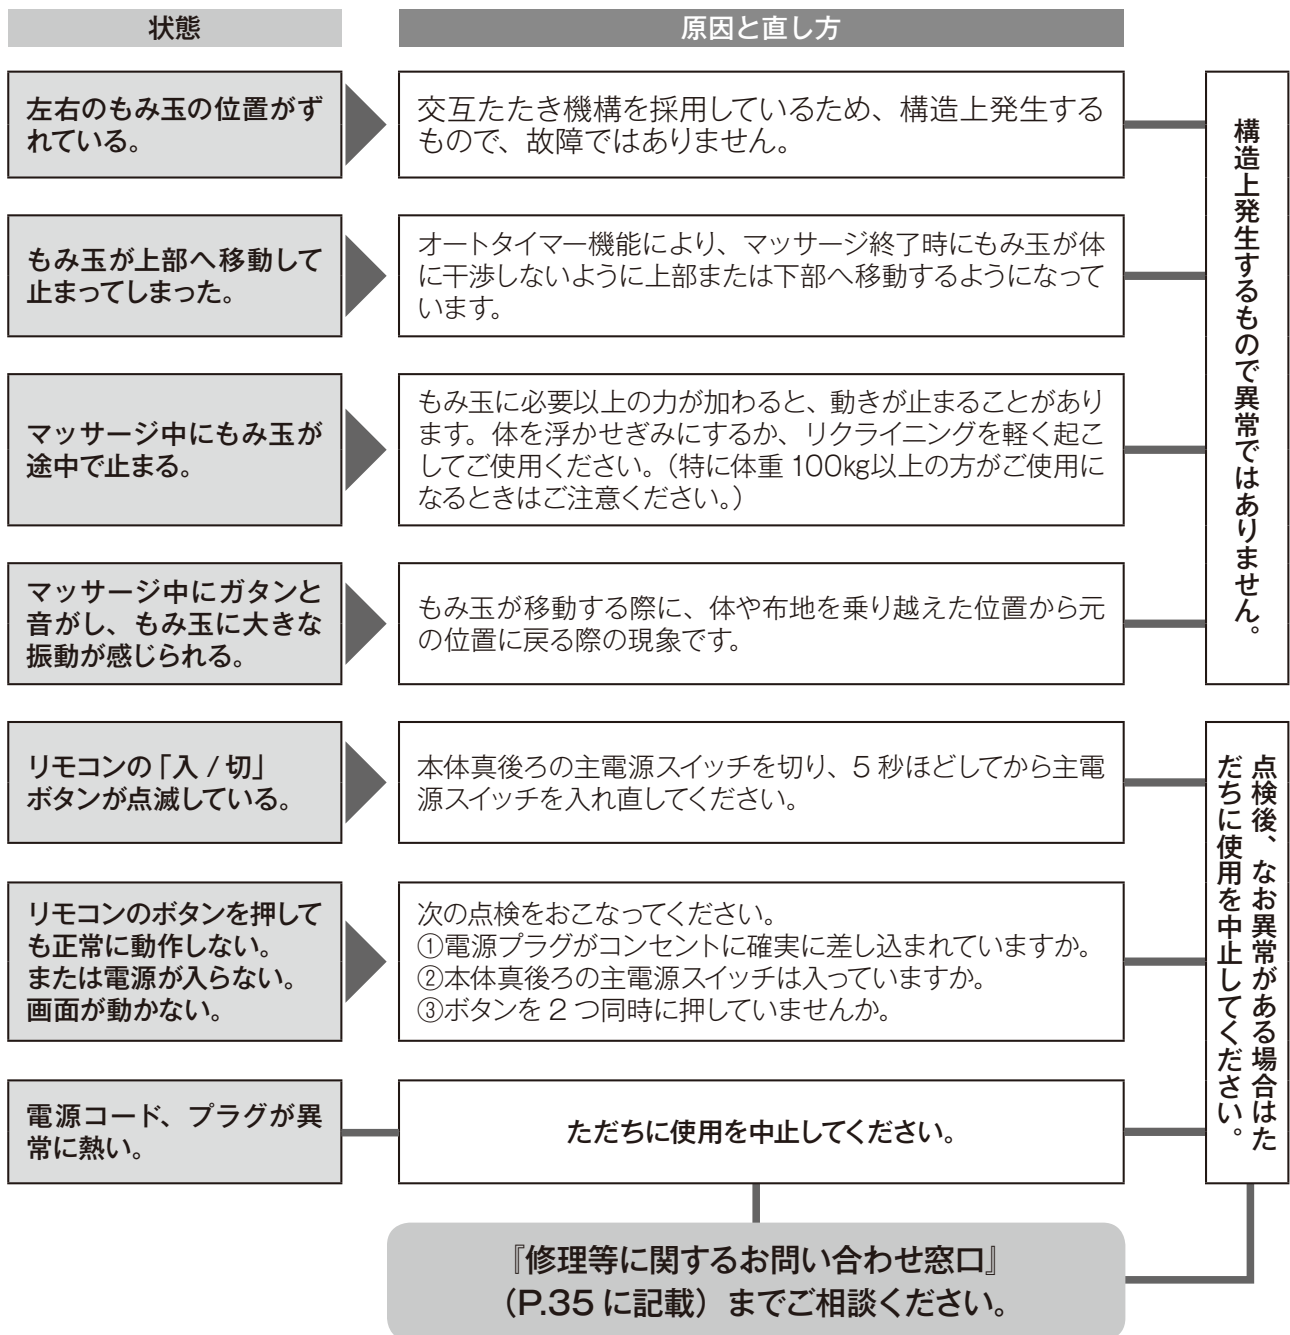 状態
原因と直し方
左右のもみ玉の位置がず
れている。
交互たたき機構を採用しているため、構造上発生する
もので、故障ではありません。
もみ玉が上部へ移動して
止まってしまった。
オートタイマー機能により、マッサージ終了時にもみ玉が体
に干渉しないように上部または下部へ移動するようになって
います。
マッサージ中にもみ玉が
途中で止まる。
もみ玉に必要以上の力が加わると、動きが止まることがあり
ます。体を浮かせぎみにするか、リクライニングを軽く起こ
してご使用ください。（特に体重 100kg以上の方がご使用に
なるときはご注意ください。）
マッサージ中にガタンと
音がし、もみ玉に大きな
振動が感じられる。
もみ玉が移動する際に、体や布地を乗り越えた位置から元
の位置に戻る際の現象です。
構造上発生するもので異常ではありません。
リモコンの「入 / 切」
ボタンが点滅している。
本体真後ろの主電源スイッチを切り、5 秒ほどしてから主電
源スイッチを入れ直してください。
リモコンのボタンを押して
も正常に動作しない。
または電源が入らない。
画面が動かない。
次の点検をおこなってください。
①電源プラグがコンセントに確実に差し込まれていますか。
②本体真後ろの主電源スイッチは入っていますか。
③ボタンを 2 つ同時に押していませんか。
電源コード、プラグが異
常に熱い。
ただちに使用を中止してください。
点検後、なお異常がある場合はた
だちに使用を中止してください。
『修理等に関するお問い合わせ窓口』
（P.35 に記載）までご相談ください。